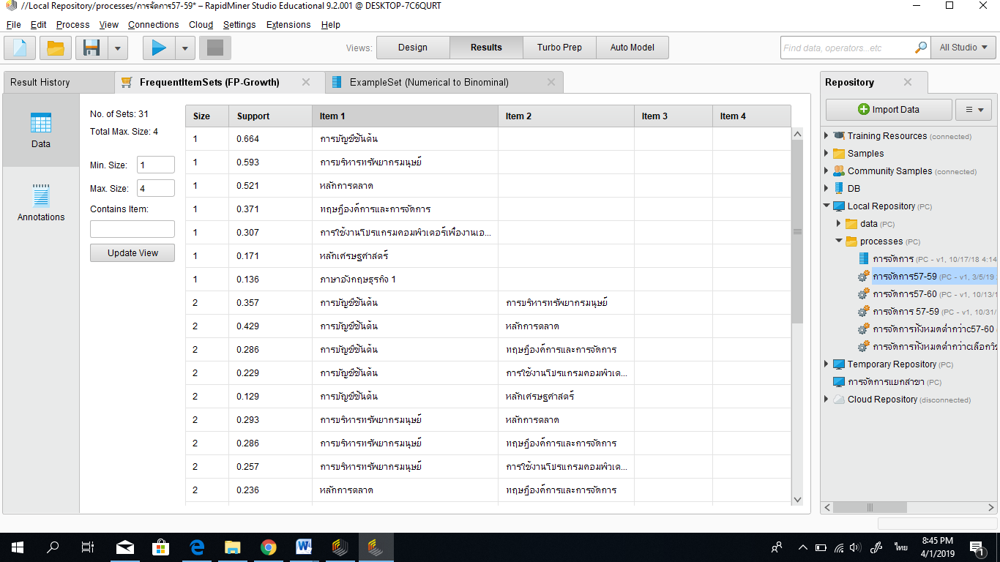 //Local Repository/processes/การจัดการ57-59* – RapidMiner Studio Educational 9.2.001 @ DESKTOP-7C6QURT
File Edit Process View Connections Cloud Settings Extensions Help
Views: Design Results Turbo Prep Auto Model Find data, operators...etc All Studio
Result History FrequentItemSets (FP-Growth) ExampleSet (Numerical to Binominal)
Data
Annotations
No. of Sets: 31
Total Max. Size: 4
Min. Size: 1
Max. Size: 4
Contains Item:
Update View
Size Support Item 1 Item 2 Item 3 Item 4
1 0.664 การบัญชีขั้นต้น
1 0.593 การบริหารทรัพยากรมนุษย์
1 0.521 หลักการตลาด
1 0.371 ทฤษฎีองค์การและการจัดการ
1 0.307 การใช้งานโปรแกรมคอมพิวเตอร์เพื่องานเอ...
1 0.171 หลักเศรษฐศาสตร์
1 0.136 ภาษาอังกฤษธุรกิจ 1
2 0.357 การบัญชีขั้นต้น การบริหารทรัพยากรมนุษย์
2 0.429 การบัญชีขั้นต้น หลักการตลาด
2 0.286 การบัญชีขั้นต้น ทฤษฎีองค์การและการจัดการ
2 0.229 การบัญชีขั้นต้น การใช้งานโปรแกรมคอมพิวเต...
2 0.129 การบัญชีขั้นต้น หลักเศรษฐศาสตร์
2 0.293 การบริหารทรัพยากรมนุษย์ หลักการตลาด
2 0.286 การบริหารทรัพยากรมนุษย์ ทฤษฎีองค์การและการจัดการ
2 0.257 การบริหารทรัพยากรมนุษย์ การใช้งานโปรแกรมคอมพิวเต...
2 0.236 หลักการตลาด ทฤษฎีองค์การและการจัดการ
Repository
Import Data
Training Resources (connected)
Samples
Community Samples (connected)
DB
Local Repository (PC)
data (PC)
processes (PC)
การจัดการ (PC - v1, 10/17/18 4:14
การจัดการ57-59 (PC - v1, 3/5/19
การจัดการ57-60 (PC - v1, 10/13/1
การจัดการ 57-59 (PC - v1, 10/31/
การจัดการทั้งหมดต่ำกว่าc57-60
การจัดการทั้งหมดต่ำกว่าcเลือกวิช
Temporary Repository (PC)
การจัดการแยกสาขา (PC)
Cloud Repository (disconnected)
ไทย
8:45 PM
4/1/2019
1